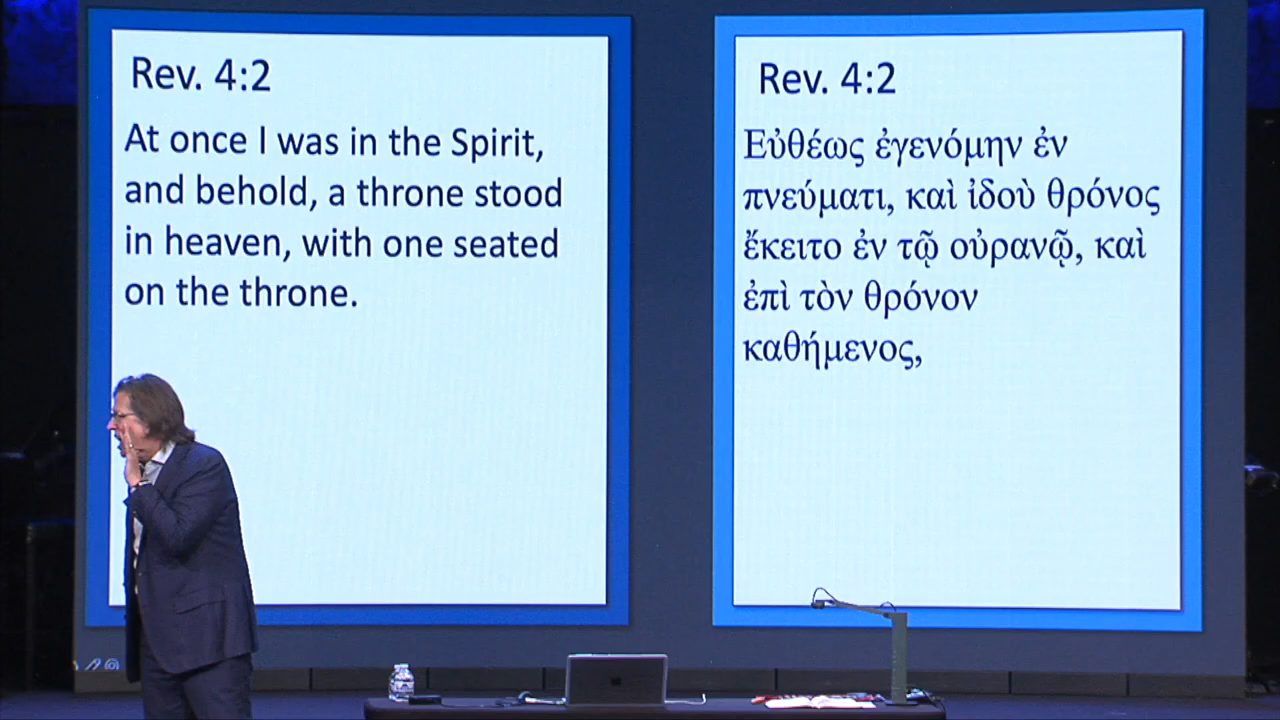 Rev. 4:2
At once I was in the Spirit,
and behold, a throne stood
in heaven, with one seated
on the throne.
Rev. 4:2
Εὐθέως ἐγενόμην ἐν
πνεύματι, καὶ ἰδοὺ θρόνος
ἔκειτο ἐν τῷ οὐρανῷ, καὶ
ἐπὶ τὸν θρόνον
καθήμενος,